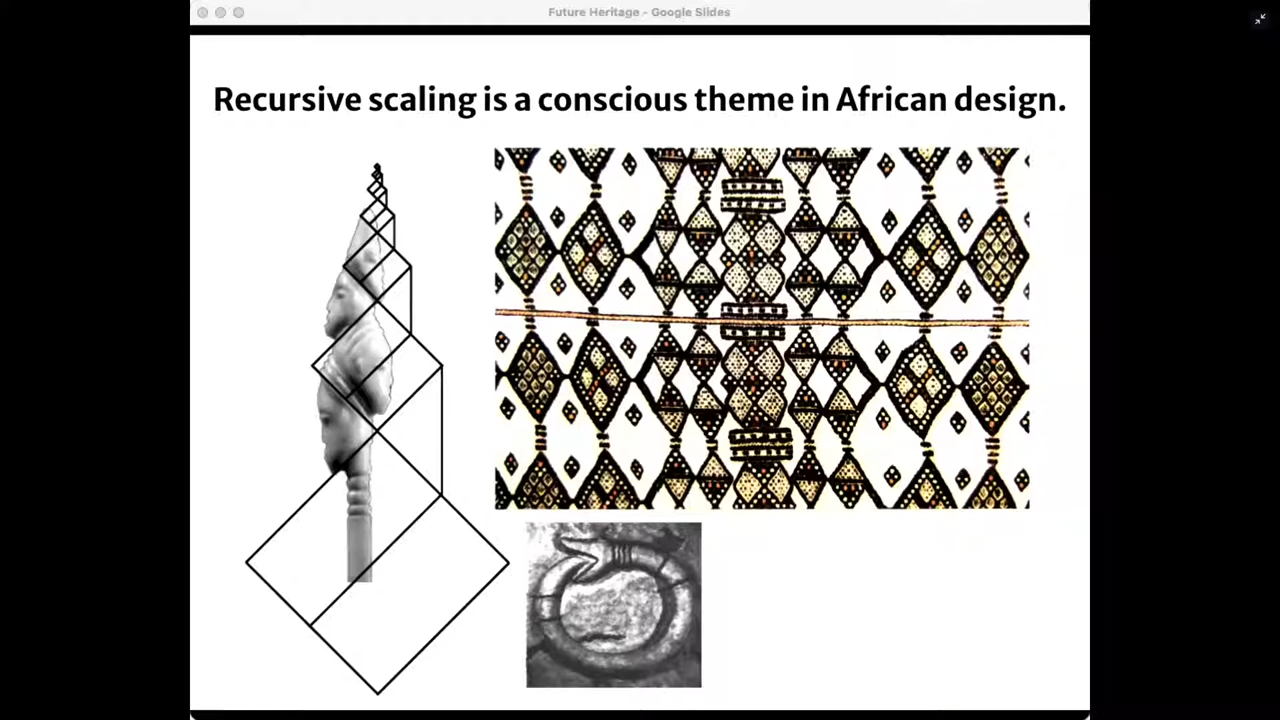 Future Heritage - Google Slides
Recursive scaling is a conscious theme in African design.